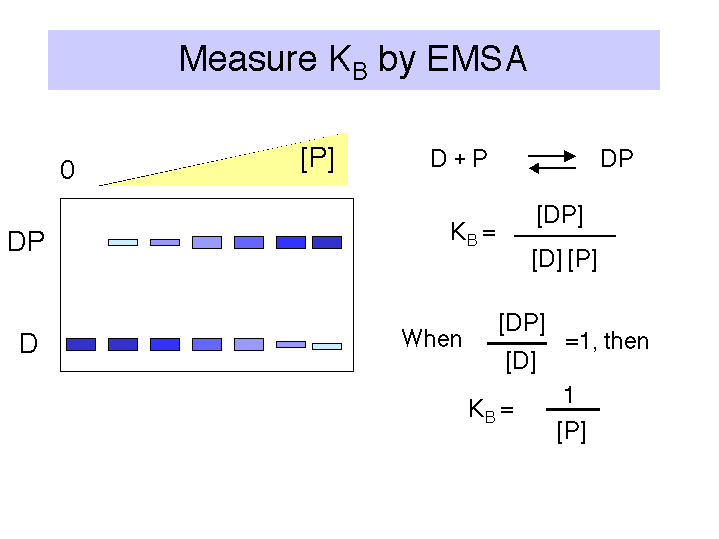 Measure KB by EMSA
0
[P]
DP
D
D + P DP
KB = [DP]
[D] [P]
When [DP] =1, then
[D]
KB = 1
[P]